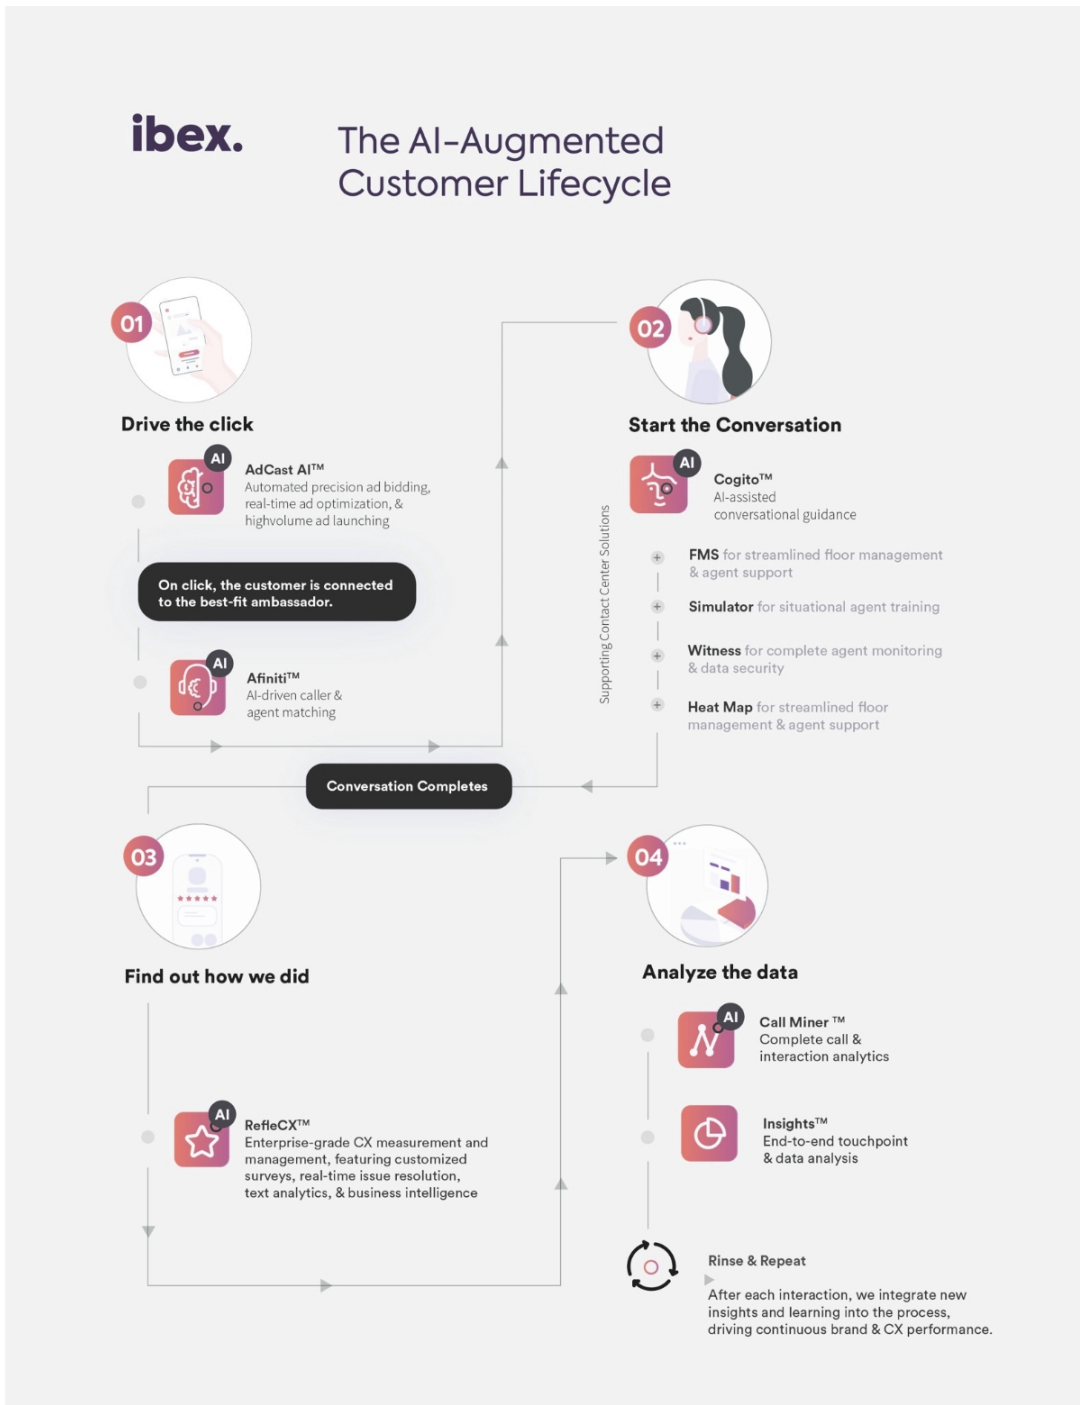 ibex.
The AI-Augmented
Customer Lifecycle
01
Drive the click
AI
AdCast AI™
Automated precision ad bidding,
real-time ad optimization, &
highvolume ad launching
On click, the customer is connected
to the best-fit ambassador.
AI
Afiniti™
AI-driven caller &
agent matching
02
Start the Conversation
AI
Cogito™
AI-assisted
conversational guidance
Supporting Contact Center Solutions
FMS for streamlined floor management
& agent support
Simulator for situational agent training
Witness for complete agent monitoring
& data security
Heat Map for streamlined floor
management & agent support
Conversation Completes
03
Find out how we did
AI
RefleCX™
Enterprise-grade CX measurement and
management, featuring customized
surveys, real-time issue resolution,
text analytics, & business intelligence
04
Analyze the data
AI
Call Miner ™
Complete call &
interaction analytics
Insights™
End-to-end touchpoint
& data analysis
Rinse & Repeat
After each interaction, we integrate new
insights and learning into the process,
driving continuous brand & CX performance.